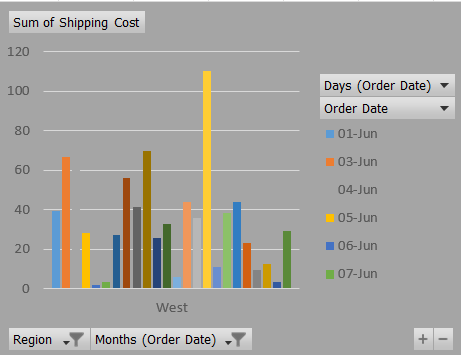 Sum of Shipping Cost
120
100
80
60
40
20
0
West
Days (Order Date)
Order Date
01-Jun
03-Jun
04-Jun
05-Jun
06-Jun
07-Jun
Region
Months (Order Date)
+ −